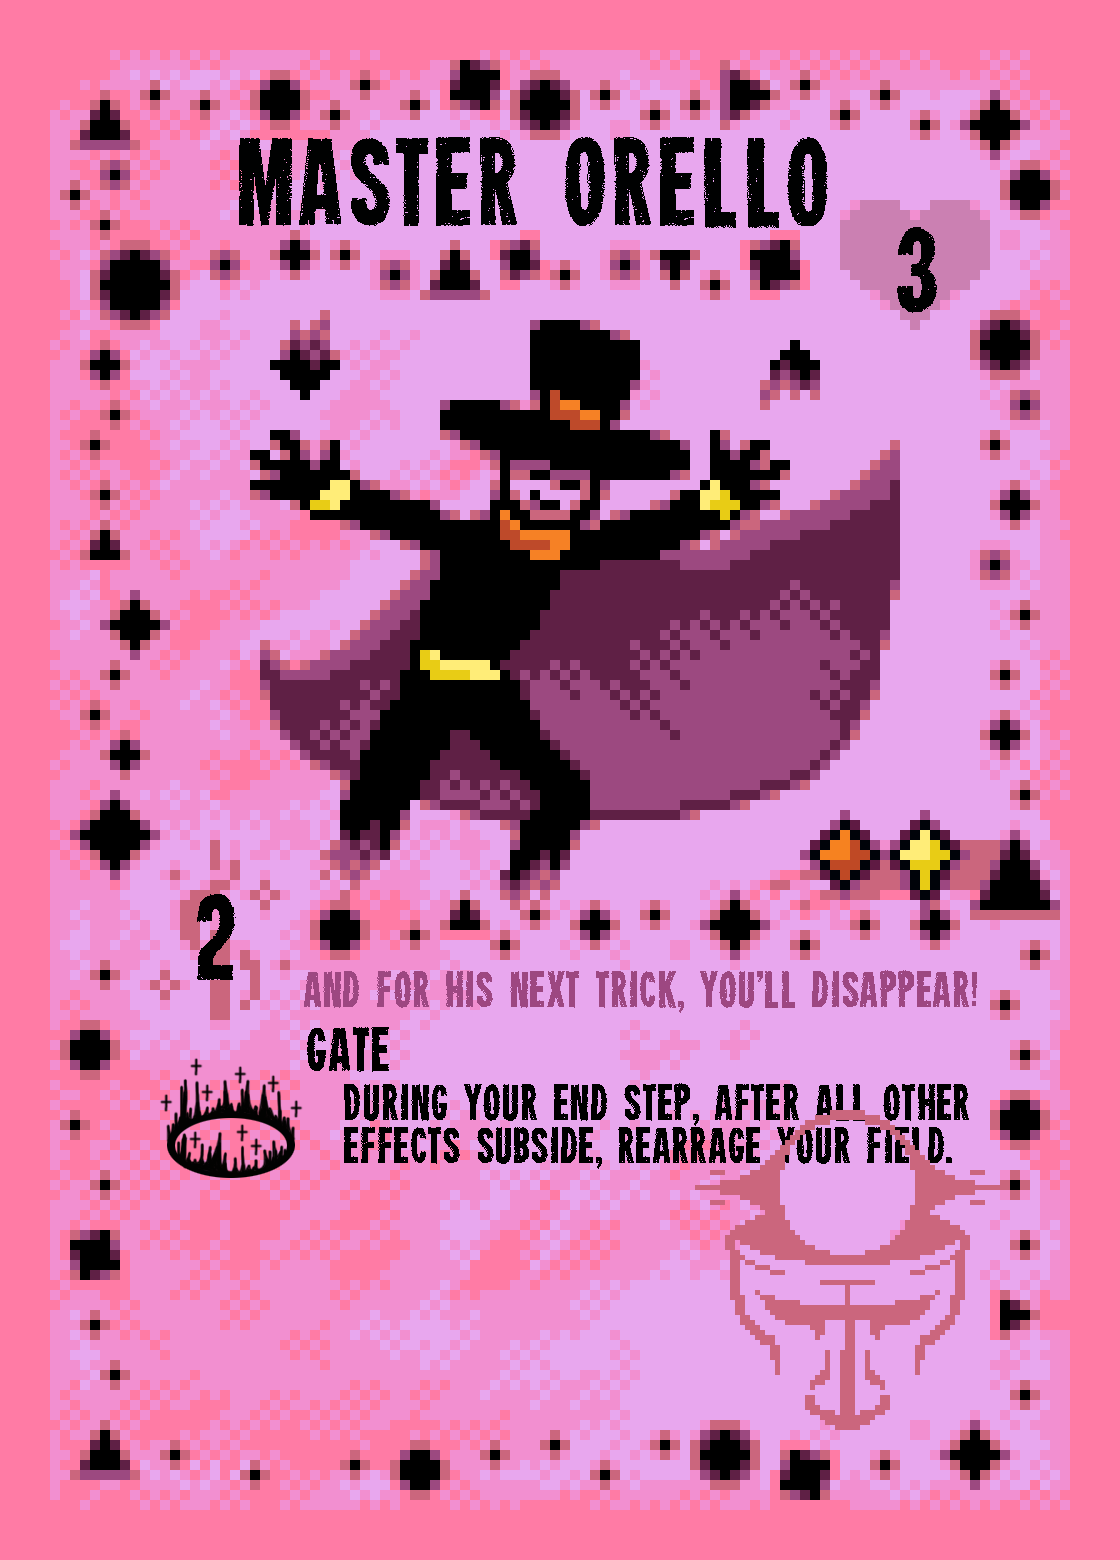 MASTER ORELLO
3
2
AND FOR HIS NEXT TRICK, YOU'LL DISAPPEAR!
GATE
DURING YOUR END STEP, AFTER ALL OTHER
EFFECTS SUBSIDE, REARRAGE YOUR FIELD.